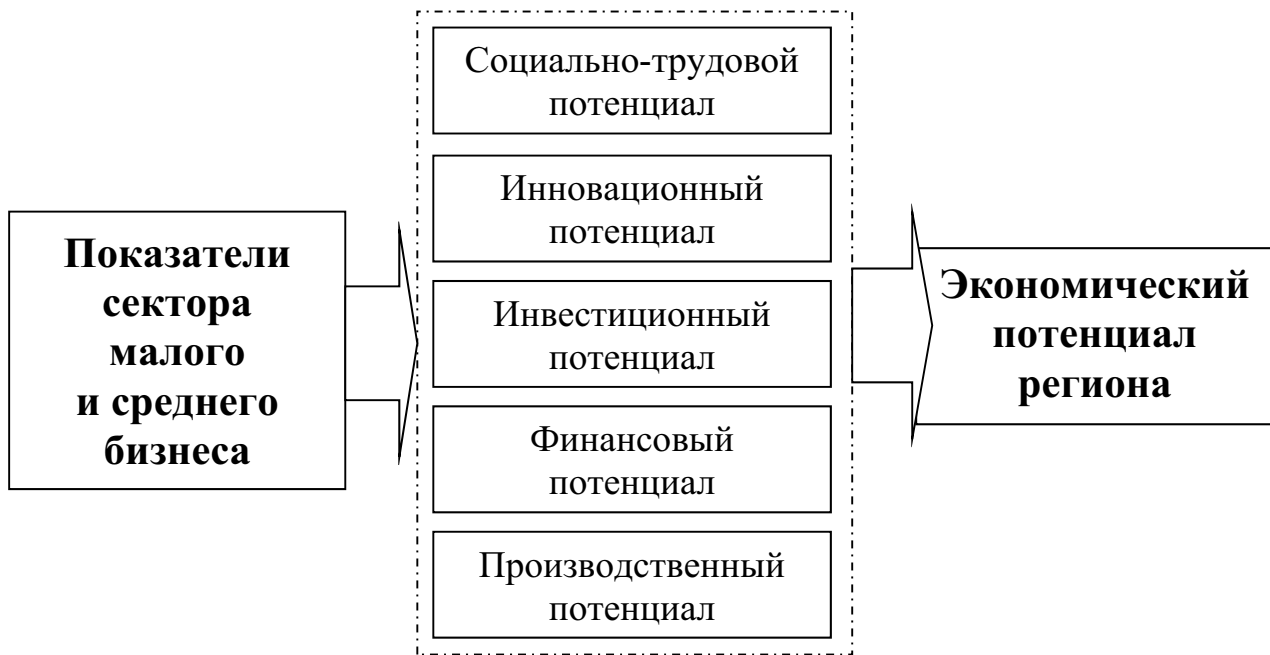 Показатели
сектора
малого
и среднего
бизнеса
Социально-трудовой
потенциал
Инновационный
потенциал
Инвестиционный
потенциал
Финансовый
потенциал
Производственный
потенциал
Экономический
потенциал
региона